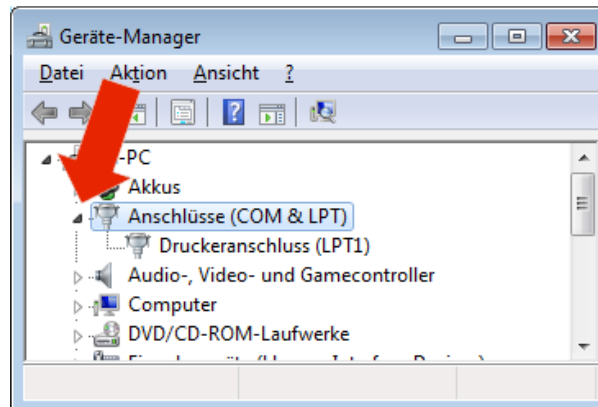 Geräte-Manager
Datei Aktion Ansicht ?
-PC
Akkus
Anschlüsse (COM & LPT)
Druckeranschluss (LPT1)
Audio-, Video- und Gamecontroller
Computer
DVD/CD-ROM-Laufwerke